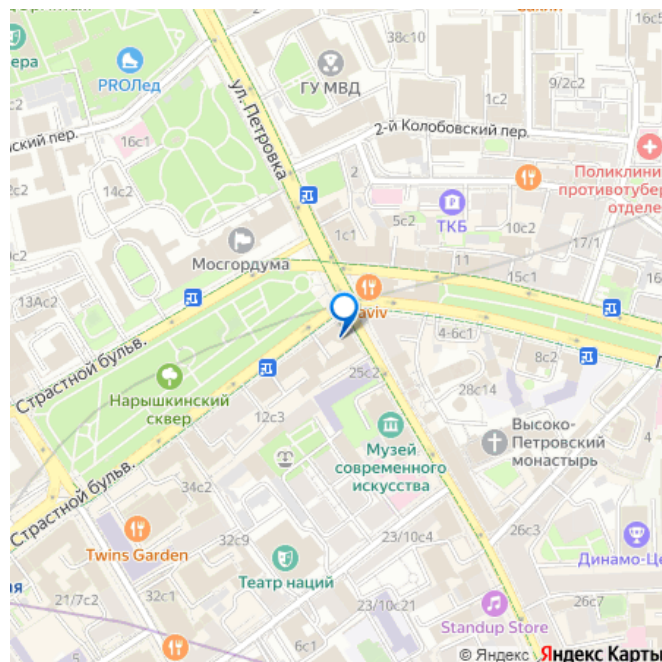 38с10
ера
PROЛед
ГУ МВД
9/2с2
1с2
ул. Петровка
2-й Колобовский пер.
ский пер.
16с1
Поликлини
противотубер
отделе
2
14с2
5с2
ТКБ
10с2
1с1
17/1
Мосгордума
11
15с1
13Ас2
aviv
4-6с1
Страстной бульв.
8с2
25с2
Нарышкинский
сквер
28с14
12с3
Высоко-
Петровский
монастырь
4
Музей
современного
искусства
Страстной бульв.
34с2
26с3
23/10с4
32с9
Twins Garden
Динамо-Це
Театр наций
ая
21/7с2
32с1
23/10с21
26с7
Standup Store
6с1
© Яндекс
Яндекс Карты